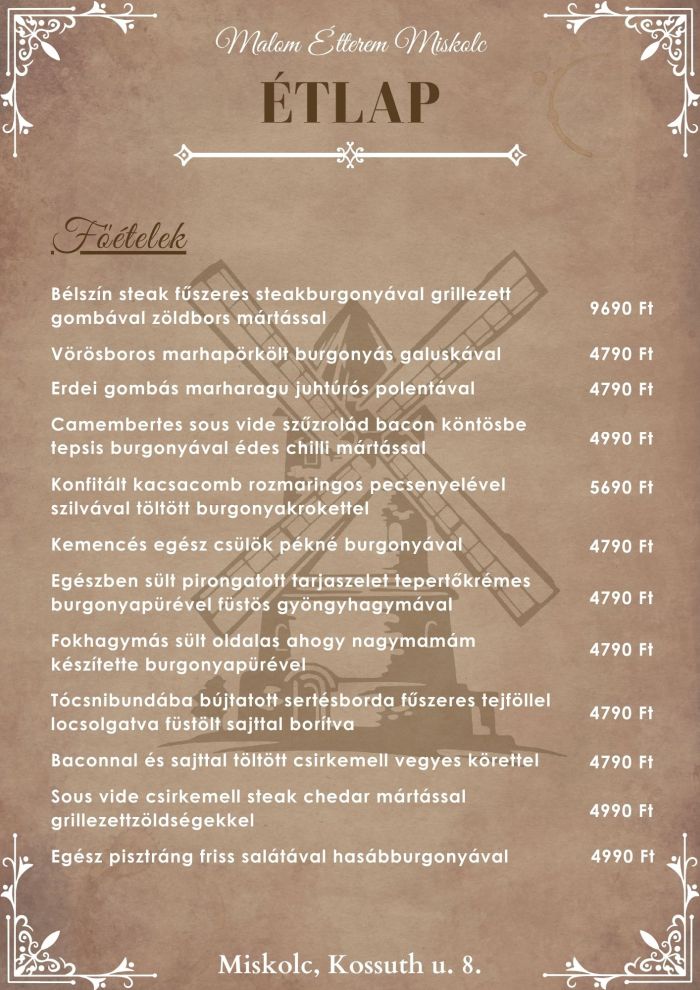 Malom Étterem Miskolc
ÉTLAP
Főételek
Bélszín steak fűszeres steakburgonyával grillezett
gombával zöldbors mártással
9690 Ft
Vörösboros marhapörkölt burgonyás galuskával 4790 Ft
Erdei gombás marharagu juhtúrós polentával 4790 Ft
Camembertes sous vide szűzrolád bacon köntösbe
tepsis burgonyával édes chilli mártással
4990 Ft
Konfitált kacsacomb rozmaringos pecsenyelével 5690 Ft
szilvával töltött burgonyakrokettel
Kemencés egész csülök pékné burgonyával 4790 Ft
Egészben sült pirongatott tarjaszelet tepertőkrémes
burgonyapürével füstös gyöngyhagymával
4790 Ft
Fokhagymás sült oldalas ahogy nagymamám
készítette burgonyapürével
4790 Ft
Tócsnibundába bújtatott sertésborda fűszeres tejföllel
locsolgatva füstölt sajttal borítva
4790 Ft
Baconnal és sajttal töltött csirkemell vegyes körettel 4790 Ft
Sous vide csirkemell steak chedar mártással
grillezettzöldségekkel
4990 Ft
Egész pisztráng friss salátával hasábburgonyával 4990 Ft
Miskolc, Kossuth u. 8.